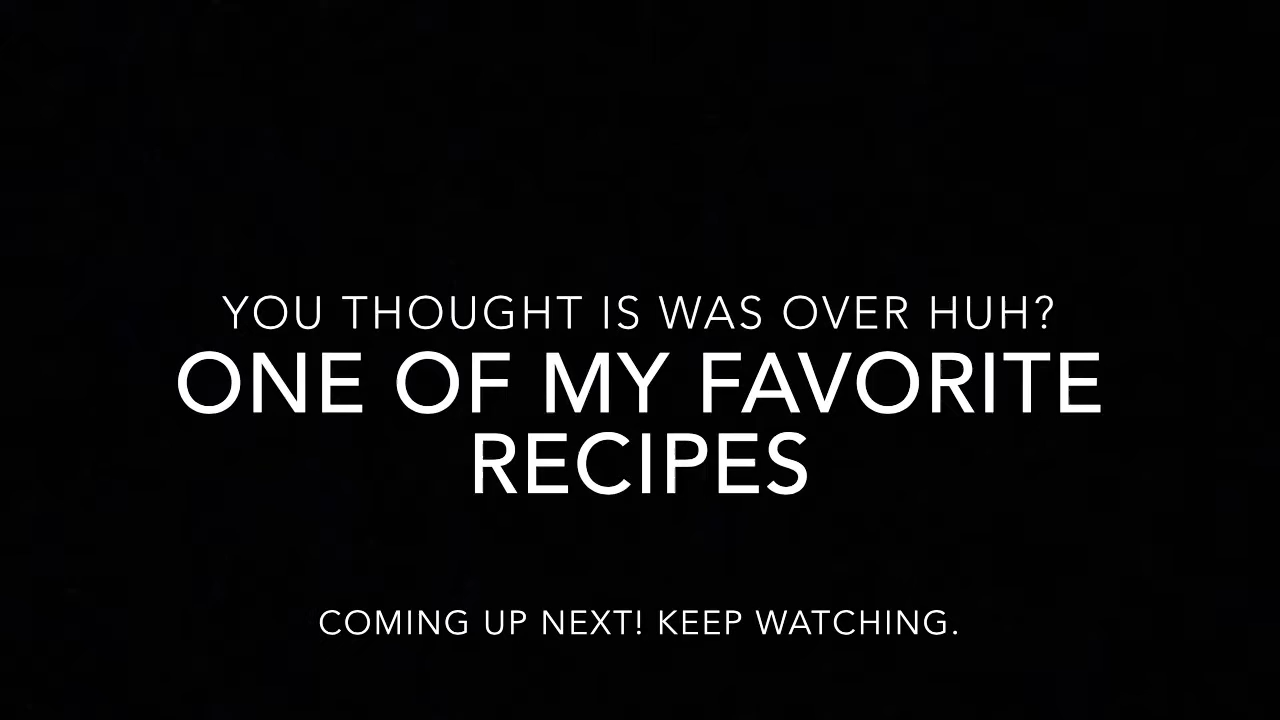 YOU THOUGHT IS WAS OVER HUH?
ONE OF MY FAVORITE
RECIPES
COMING UP NEXT! KEEP WATCHING.